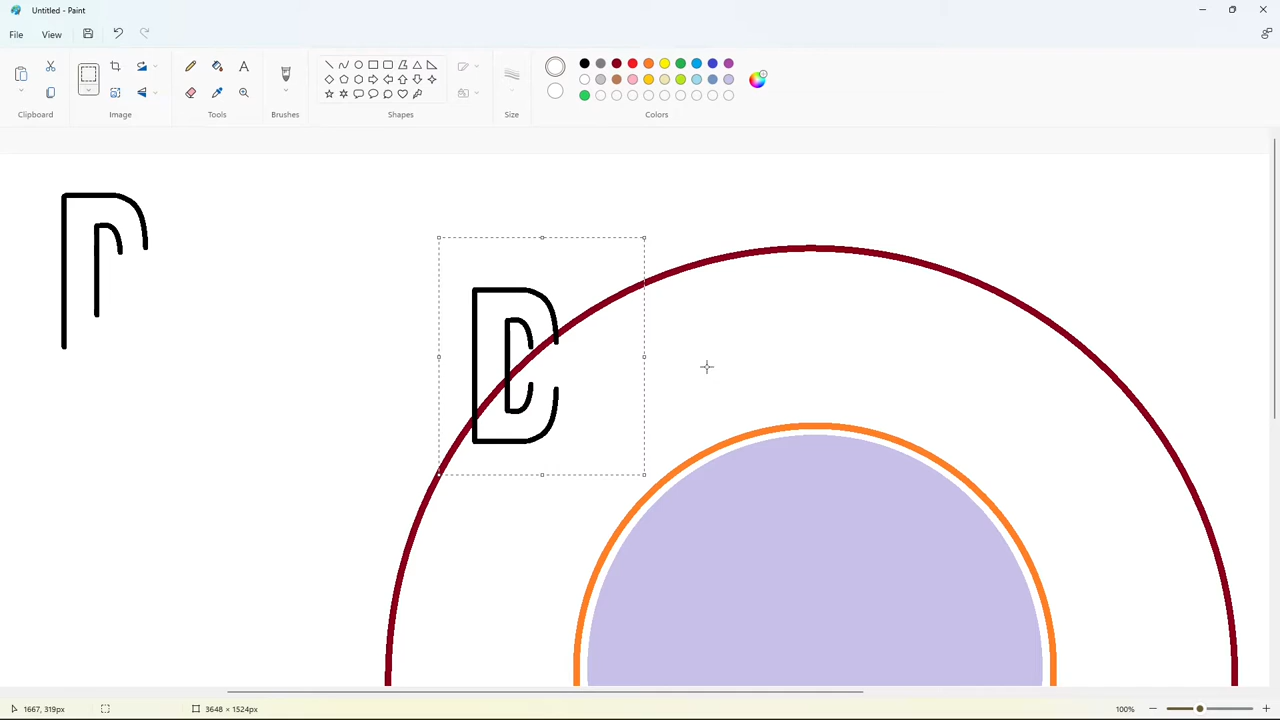 Untitled - Paint
File View
Clipboard Image Tools Brushes Shapes Size Colors
A
D
1667, 319px 3648 × 1524px 100%